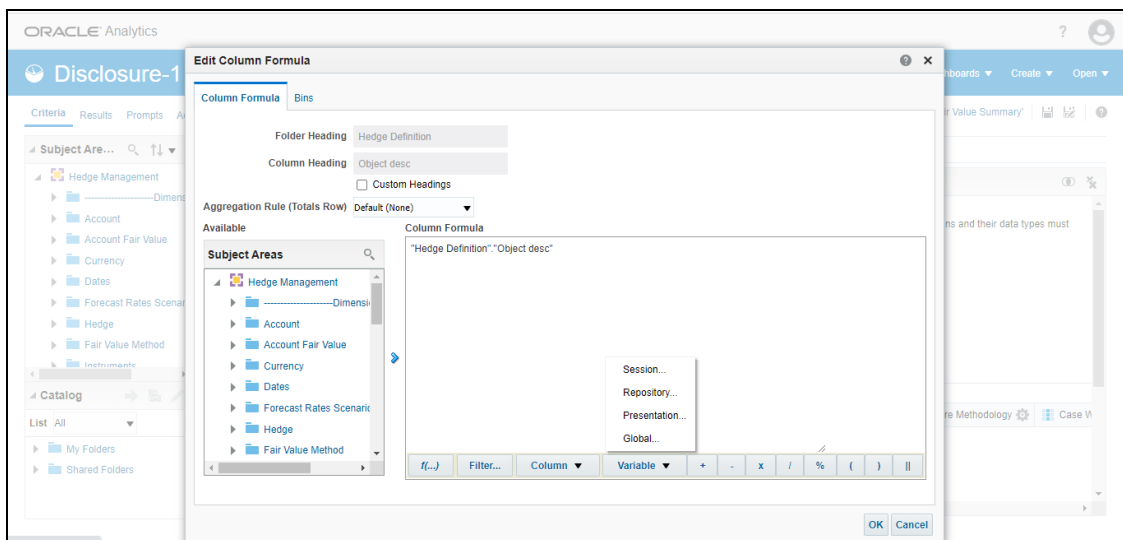 ORACLE Analytics
?
Disclosure-1
hboards Create Open
Criteria Results Prompts
ir Value Summary'
Subject Are...
Hedge Management
---------------------Dimens
Account
Account Fair Value
Currency
Dates
Forecast Rates Scenar
Hedge
Fair Value Method
Instruments
ns and their data types must
Catalog
List All
My Folders
Shared Folders
re Methodology Case W
Edit Column Formula
Column Formula Bins
Folder Heading Hedge Definition
Column Heading Object desc
Custom Headings
Aggregation Rule (Totals Row) Default (None)
Available Column Formula
Subject Areas
"Hedge Definition"."Object desc"
Hedge Management
---------------------Dimensi
Account
Account Fair Value
Currency
Dates
Forecast Rates Scenaric
Hedge
Fair Value Method
Session...
Repository...
Presentation...
Global...
f(...) Filter... Column Variable + - x / % ( ) ||
OK Cancel